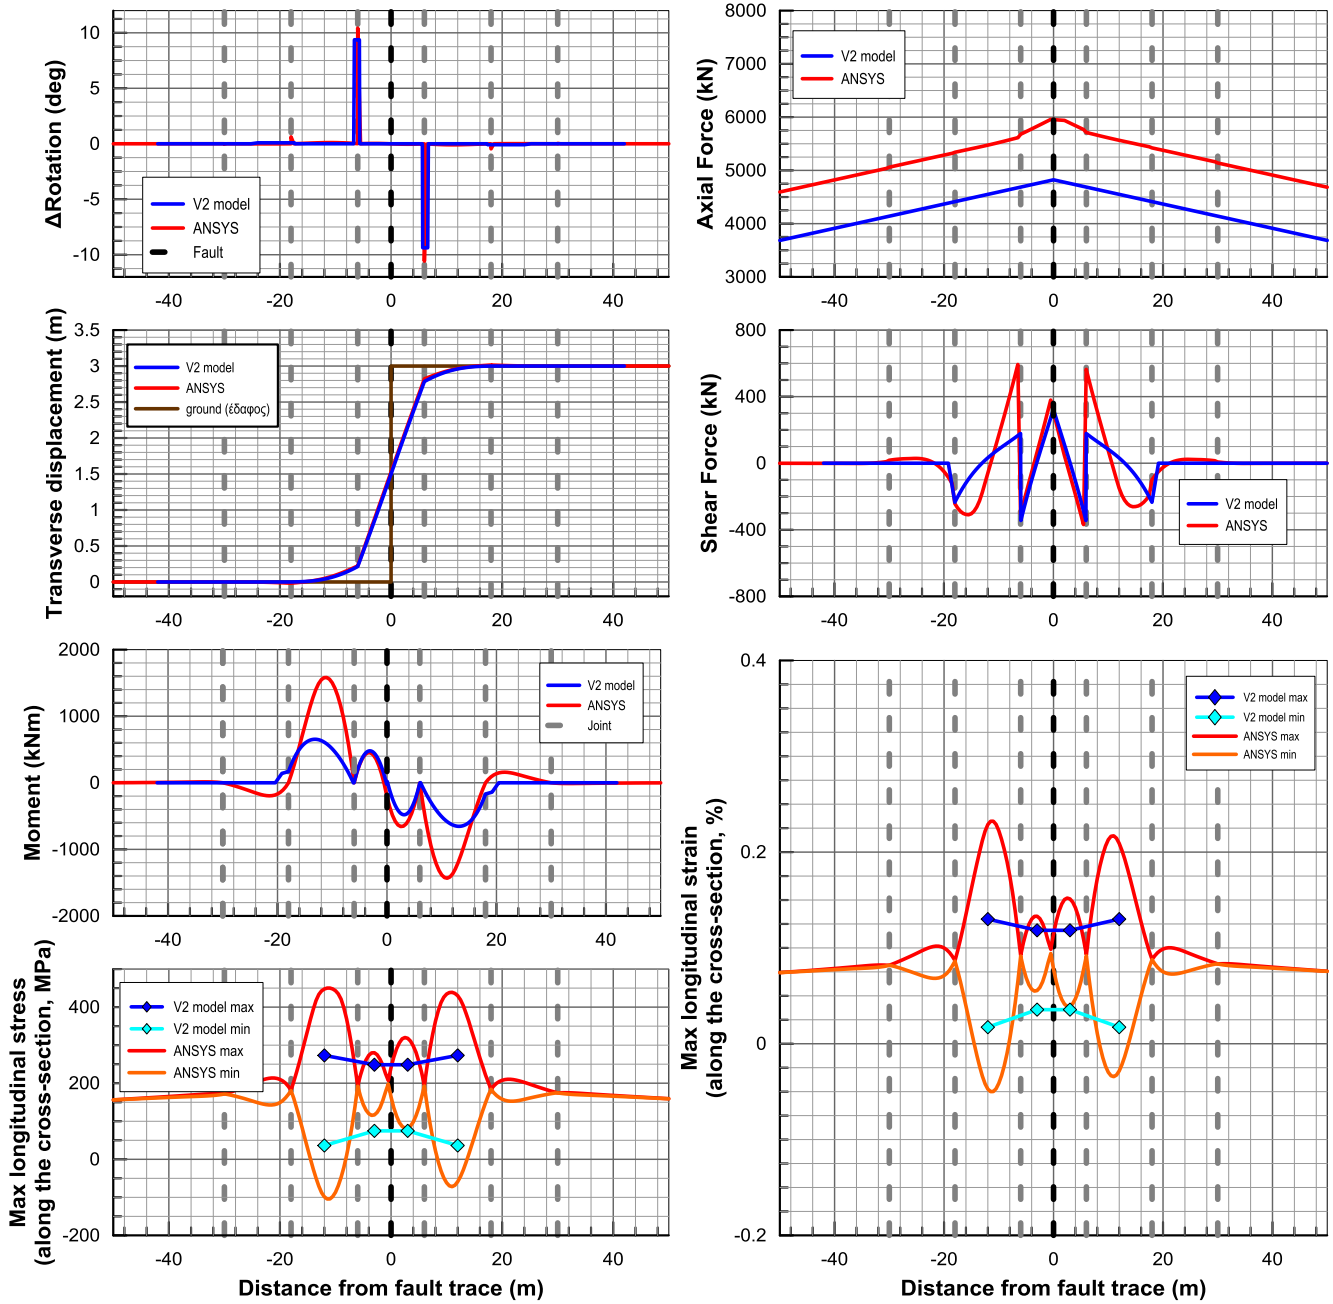 ΔRotation (deg)
10
5
0
-5
-10
V2 model
ANSYS
Fault
-40
-20
0
20
40
Axial Force (kN)
8000
7000
6000
5000
4000
3000
V2 model
ANSYS
-40
-20
0
20
40
Transverse displacement (m)
3.5
3
2.5
2
1.5
1
0.5
0
V2 model
ANSYS
ground (έδαφος)
-40
-20
0
20
40
Shear Force (kN)
800
400
0
-400
-800
V2 model
ANSYS
-40
-20
0
20
40
Moment (kNm)
2000
1000
0
-1000
-2000
V2 model
ANSYS
Joint
-40
-20
0
20
40
Max longitudinal stress
(along the cross-section, MPa)
400
200
0
-200
V2 model max
V2 model min
ANSYS max
ANSYS min
-40
-20
0
20
40
Distance from fault trace (m)
Max longitudinal strain
(along the cross-section, %)
0.4
0.2
0
-0.2
V2 model max
V2 model min
ANSYS max
ANSYS min
-40
-20
0
20
40
Distance from fault trace (m)